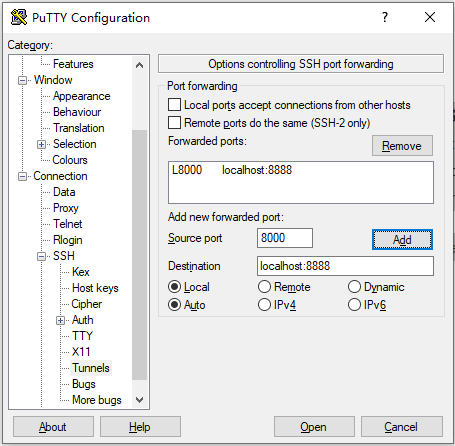 PuTTY Configuration
?
Category:
Features
Window
Appearance
Behaviour
Translation
Selection
Colours
Connection
Data
Proxy
Telnet
Rlogin
SSH
Kex
Host keys
Cipher
Auth
TTY
X11
Tunnels
Bugs
More bugs
Options controlling SSH port forwarding
Port forwarding
Local ports accept connections from other hosts
Remote ports do the same (SSH-2 only)
Forwarded ports:
Remove
L8000 localhost:8888
Add new forwarded port:
Source port 8000 Add
Destination localhost:8888
Local Remote Dynamic
Auto IPv4 IPv6
About Help Open Cancel